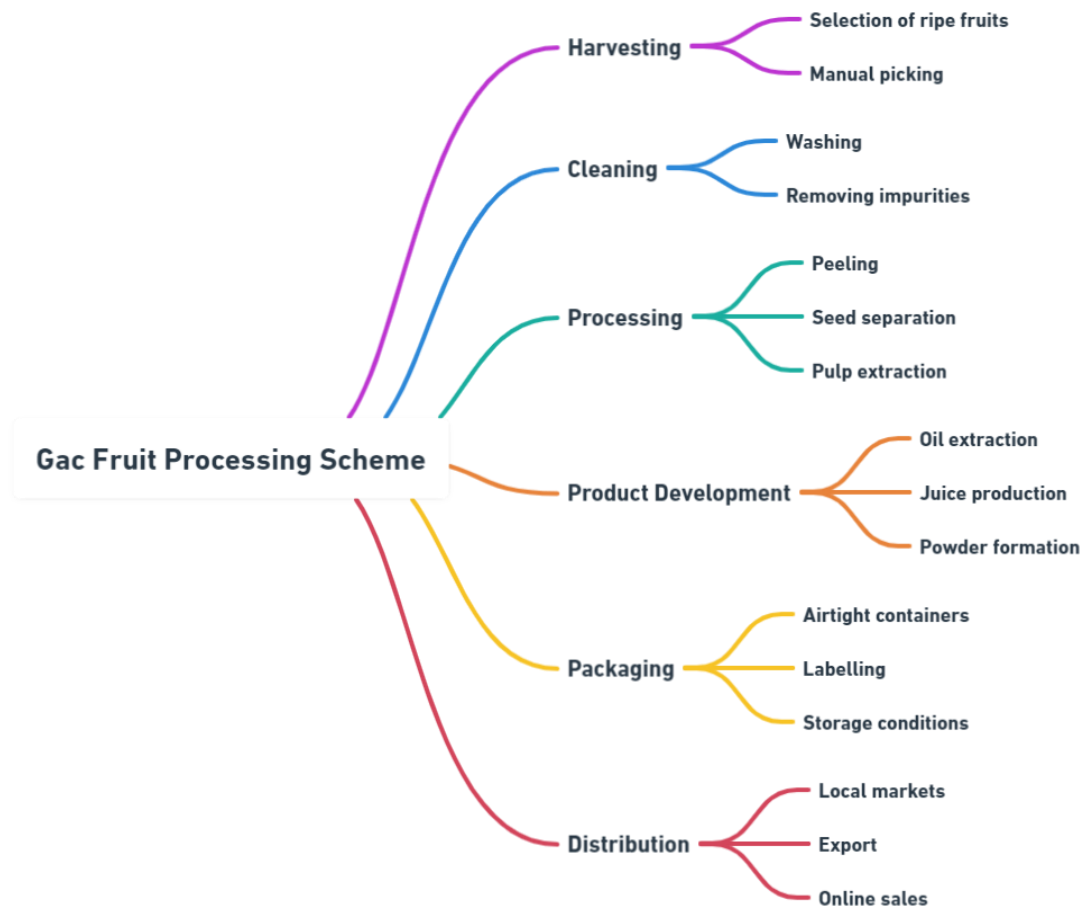 Gac Fruit Processing Scheme
Harvesting
Selection of ripe fruits
Manual picking
Cleaning
Washing
Removing impurities
Processing
Peeling
Seed separation
Pulp extraction
Product Development
Oil extraction
Juice production
Powder formation
Packaging
Airtight containers
Labelling
Storage conditions
Distribution
Local markets
Export
Online sales